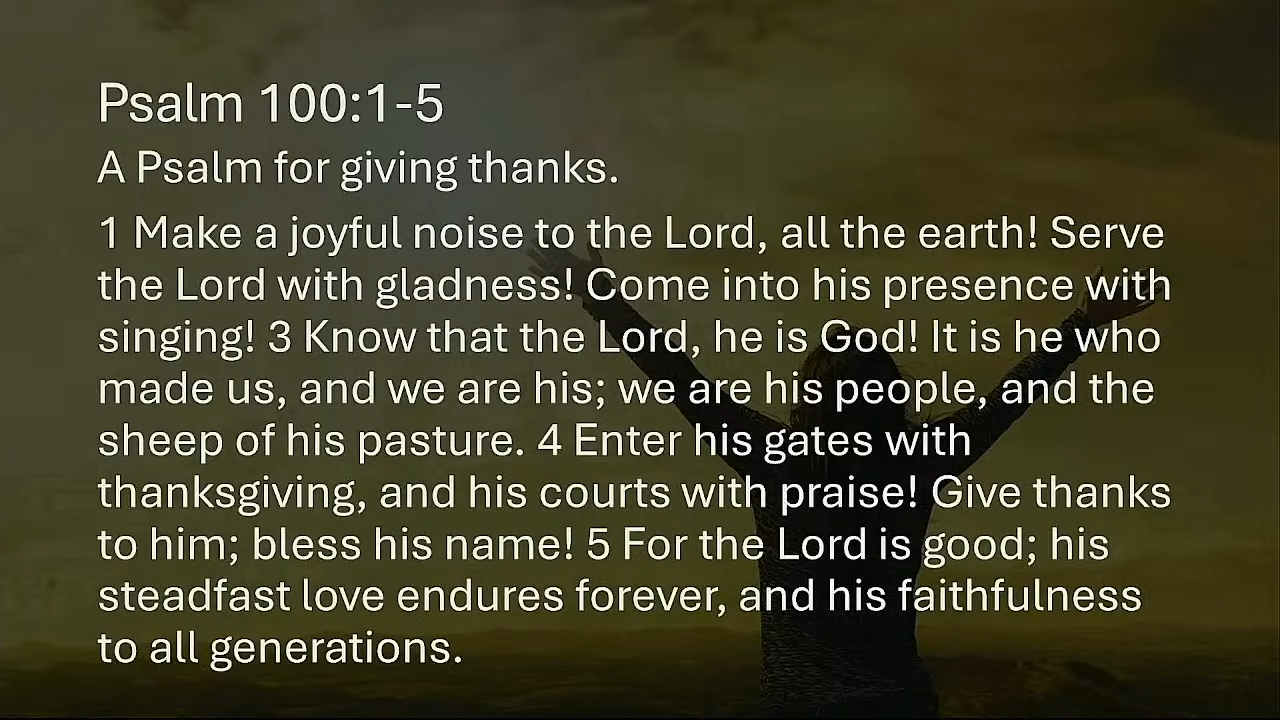 Psalm 100:1-5
A Psalm for giving thanks.
1 Make a joyful noise to the Lord, all the earth! Serve
the Lord with gladness! Come into his presence with
singing! 3 Know that the Lord, he is God! It is he who
made us, and we are his; we are his people, and the
sheep of his pasture. 4 Enter his gates with
thanksgiving, and his courts with praise! Give thanks
to him; bless his name! 5 For the Lord is good; his
steadfast love endures forever, and his faithfulness
to all generations.